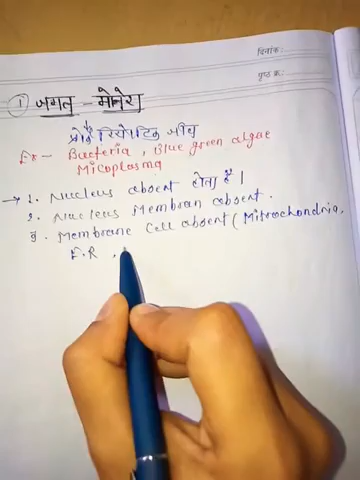 दिनांक:
पृष्ठ क्र:
① जगत - मोनेरा
प्रोकैरियोटिक जीव
Ex - Bacteria, Blue green algae
Micoplasma
→ 1. Nucleus absent होता है।
2. Nucleus Membran absent.
3. Membrane Cell absent (Mitrochondria,
E.R ,